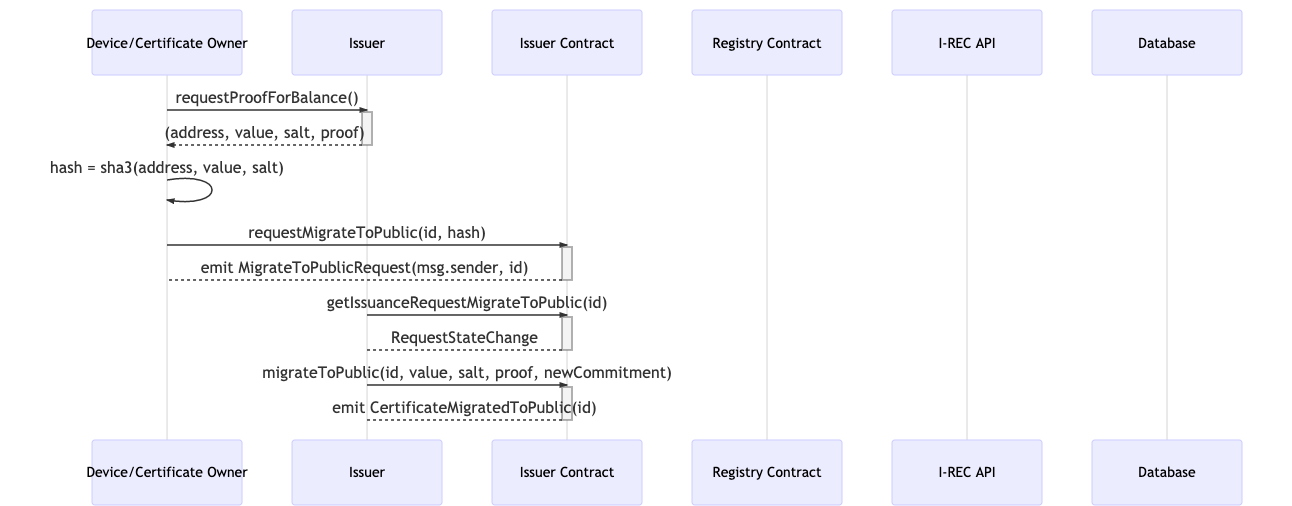 Device/Certificate Owner
Issuer
Issuer Contract
Registry Contract
I-REC API
Database
requestProofForBalance()
(address, value, salt, proof)
hash = sha3(address, value, salt)
requestMigrateToPublic(id, hash)
emit MigrateToPublicRequest(msg.sender, id)
getIssuanceRequestMigrateToPublic(id)
RequestStateChange
migrateToPublic(id, value, salt, proof, newCommitment)
emit CertificateMigratedToPublic(id)
Device/Certificate Owner
Issuer
Issuer Contract
Registry Contract
I-REC API
Database